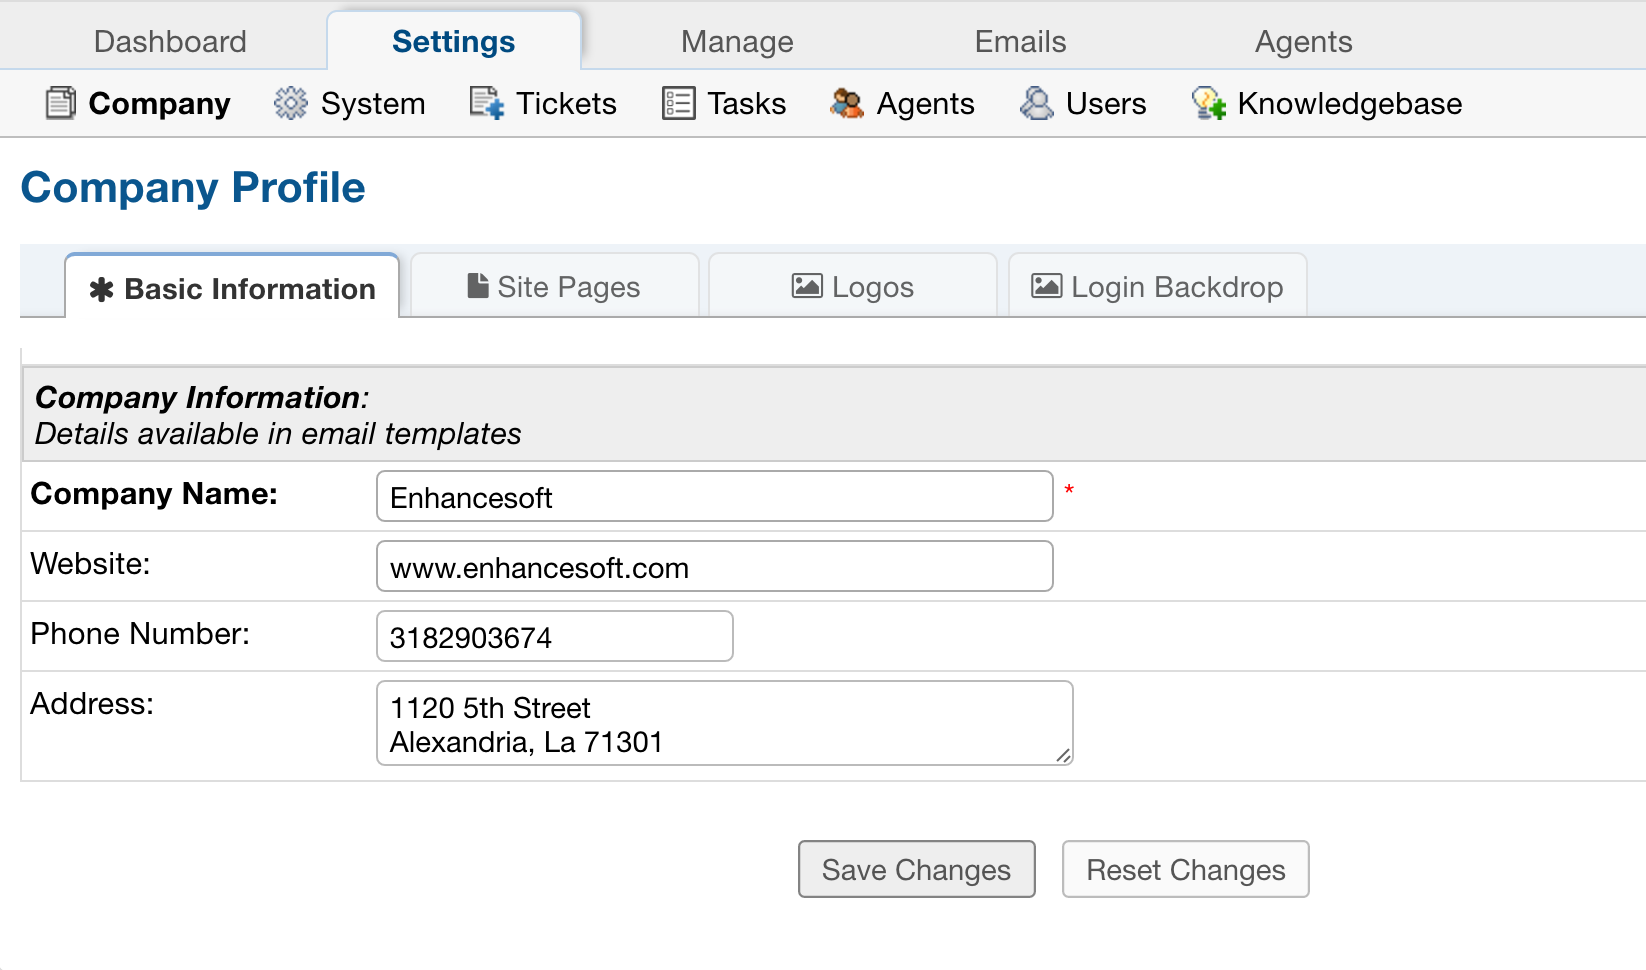 Dashboard Settings Manage Emails Agents
Company System Tickets Tasks Agents Users Knowledgebase
Company Profile
Basic Information Site Pages Logos Login Backdrop
Company Information:
Details available in email templates
Company Name: Enhancesoft *
Website: www.enhancesoft.com
Phone Number: 3182903674
Address: 1120 5th Street
Alexandria, La 71301
Save Changes Reset Changes